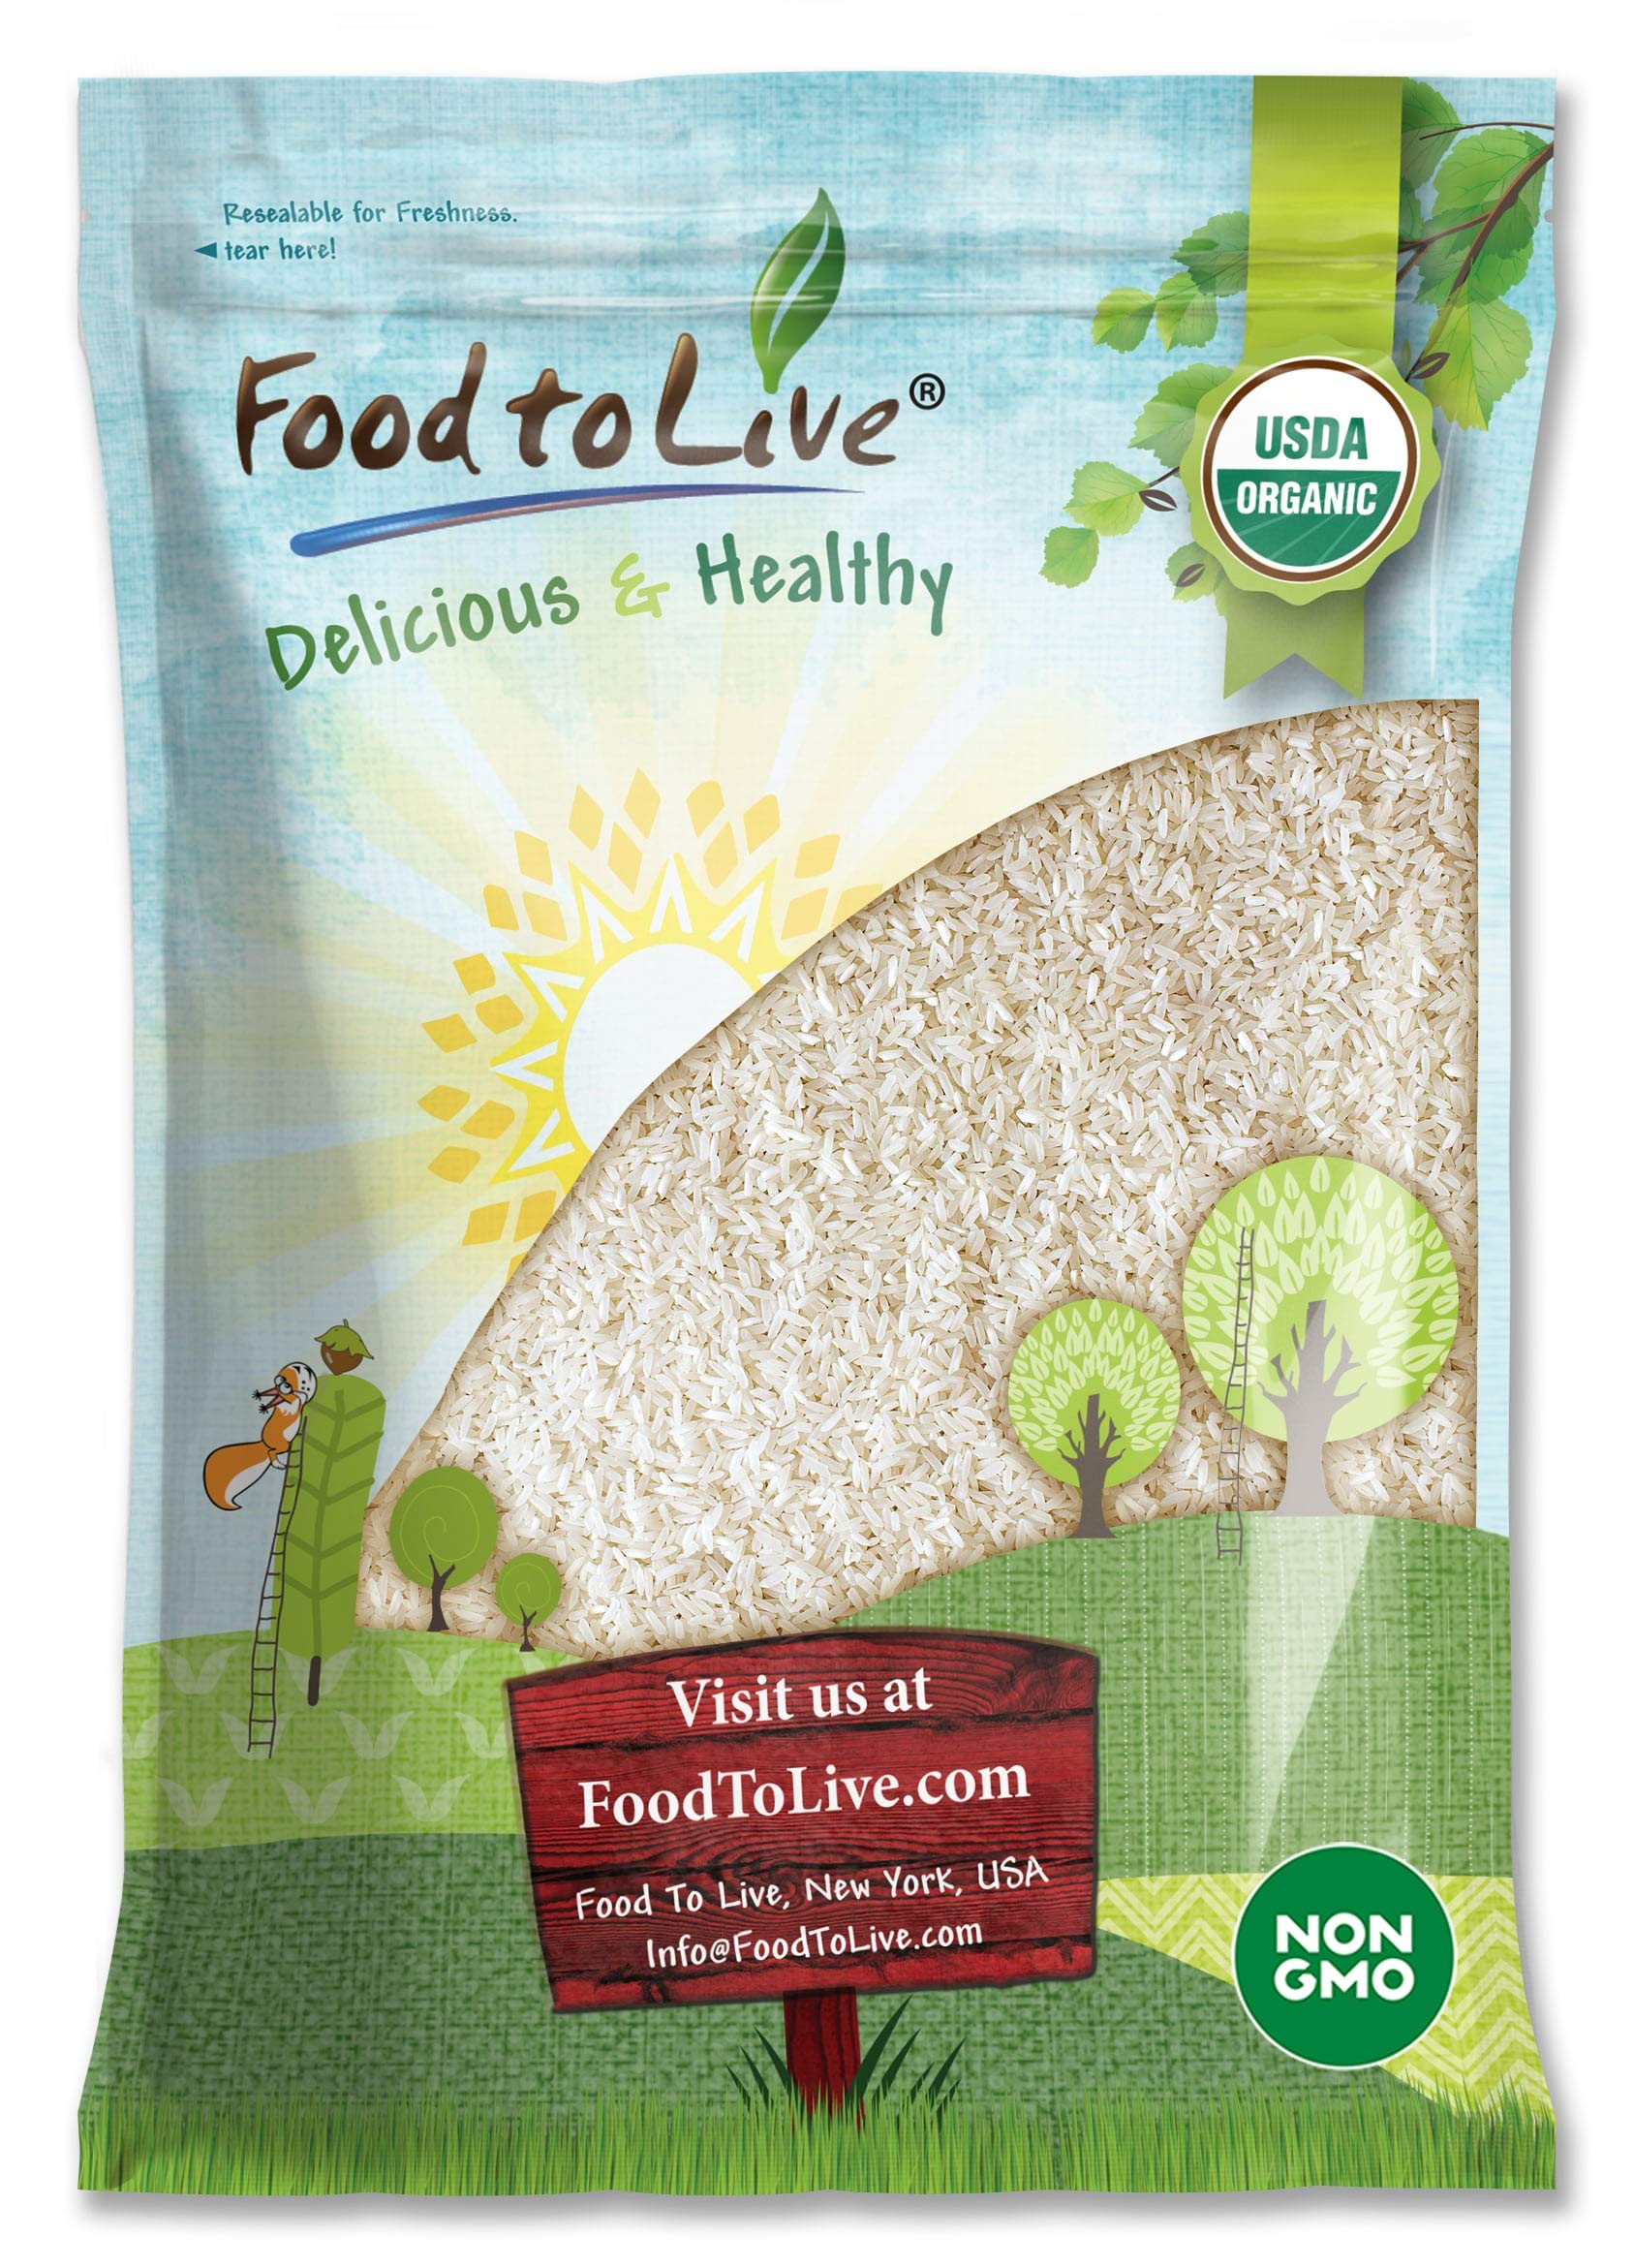 Resealable for Freshness.
tear here!
Food to Live®
Delicious & Healthy
USDA
ORGANIC
Visit us at
FoodToLive.com
Food To Live, New York, USA
Info@FoodToLive.com
NON
GMO